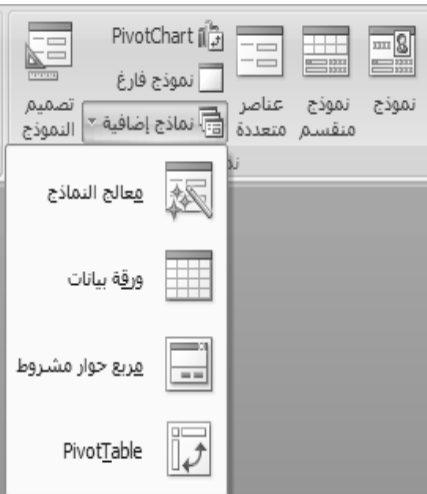 نموذج
نموذج منقسم
عناصر متعددة
PivotChart
نموذج فارغ
نماذج إضافية
تصميم النموذج
معالج النماذج
ورقة بيانات
مربع حوار مشروط
PivotTable